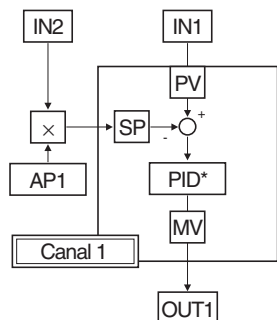 IN2 IN1
PV
+
× SP -
AP1 PID*
MV
Canal 1
OUT1